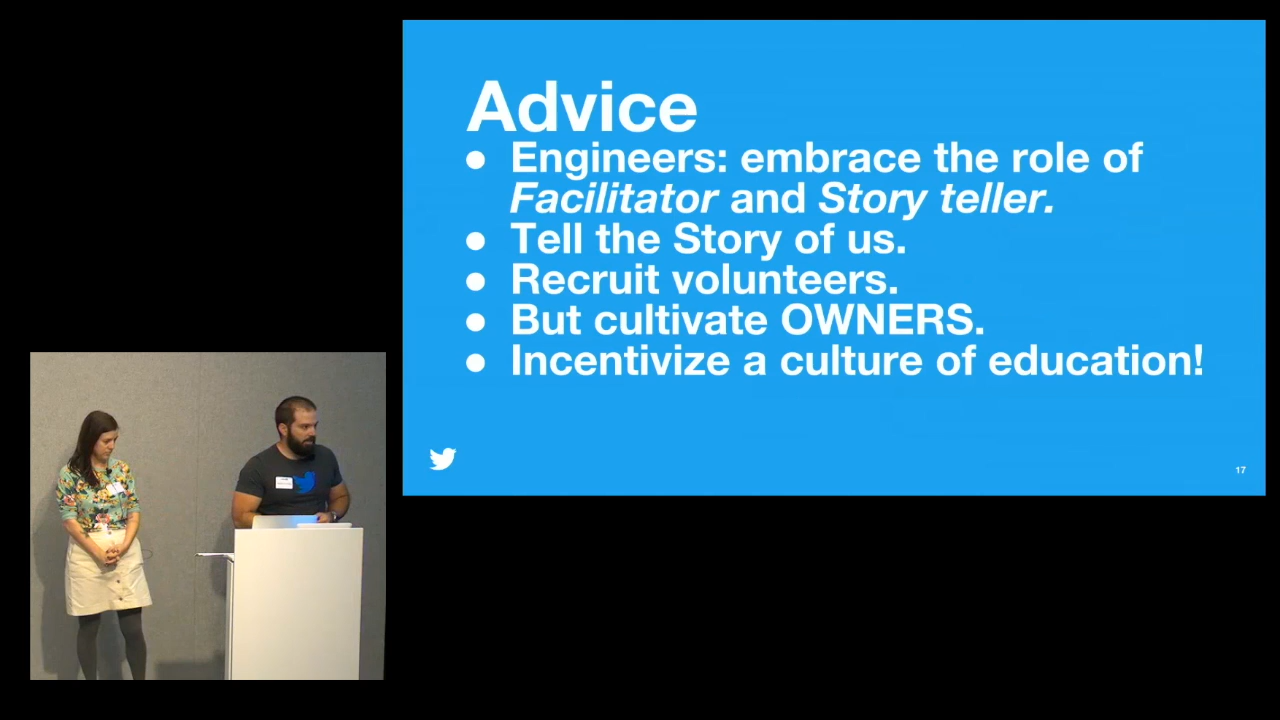 Advice
● Engineers: embrace the role of
Facilitator and Story teller.
● Tell the Story of us.
● Recruit volunteers.
● But cultivate OWNERS.
● Incentivize a culture of education!
17